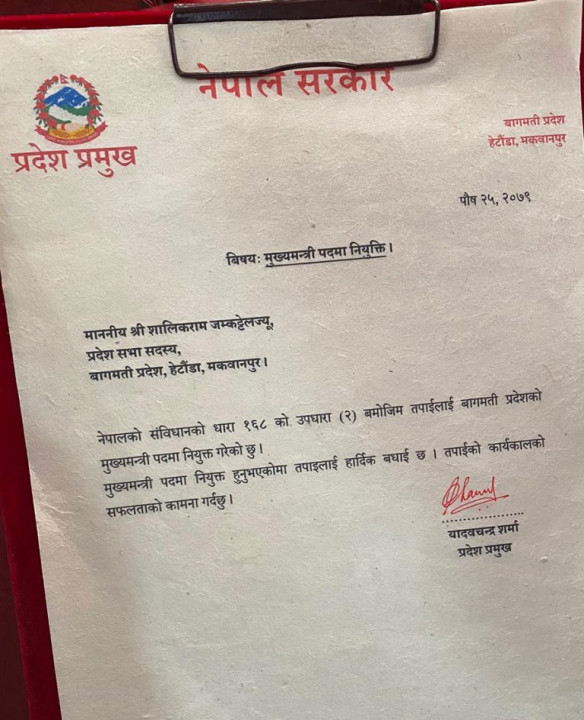 नेपाल सरकार
प्रदेश प्रमुख
बागमती प्रदेश
हेटौंडा, मकवानपुर
पौष २५, २०७९
विषय: मुख्यमन्त्री पदमा नियुक्ति।
माननीय श्री शालिकराम जम्कट्टेलज्यू,
प्रदेश सभा सदस्य,
बागमती प्रदेश, हेटौंडा, मकवानपुर।
नेपालको संविधानको धारा १६८ को उपधारा (२) बमोजिम तपाईलाई बागमती प्रदेशको
मुख्यमन्त्री पदमा नियुक्त गरेको छु।
मुख्यमन्त्री पदमा नियुक्त हुनुभएकोमा तपाइलाई हार्दिक बधाई छ । तपाईको कार्यकालको
सफलताको कामना गर्दछु।
यादवचन्द्र शर्मा
प्रदेश प्रमुख